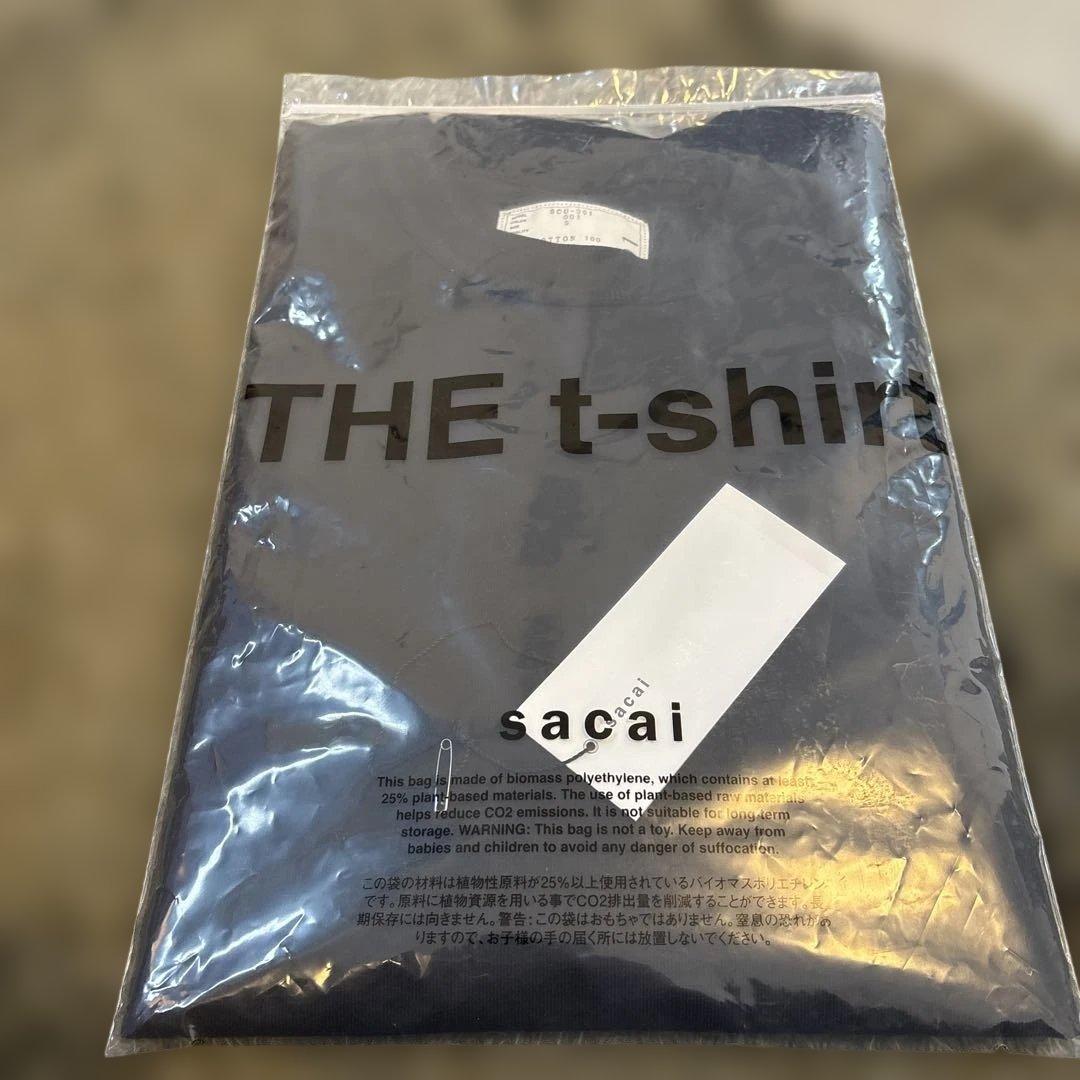 SCU-001
001
S
COTTON 100
1
THE t-shirt
sacai
sacai
This bag is made of biomass polyethylene, which contains at least
25% plant-based materials. The use of plant-based raw materials
helps reduce CO2 emissions. It is not suitable for long term
storage. WARNING: This bag is not a toy. Keep away from
babies and children to avoid any danger of suffocation.
この袋の材料は植物性原料が25%以上使用されているバイオマスポリエチレン
です。原料に植物資源を用いる事でCO2排出量を削減することができます。長
期保存には向きません。警告:この袋はおもちゃではありません。窒息の恐れがあ
りますので、お子様の手の届く所には放置しないでください。